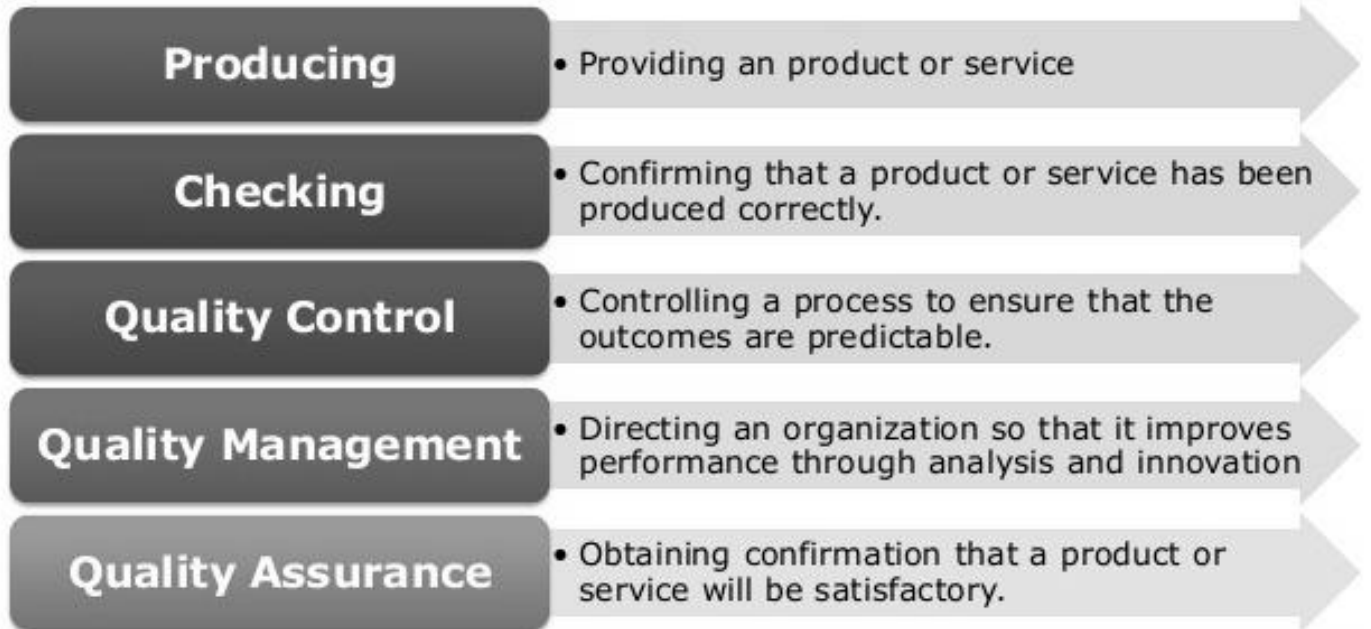 Producing
• Providing an product or service
Checking
• Confirming that a product or service has been
produced correctly.
Quality Control
• Controlling a process to ensure that the
outcomes are predictable.
Quality Management
• Directing an organization so that it improves
performance through analysis and innovation
Quality Assurance
• Obtaining confirmation that a product or
service will be satisfactory.